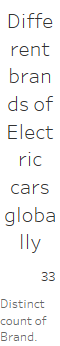 Diffe
rent
bran
ds of
Elect
ric
cars
globa
lly
33
Distinct
count of
Brand.